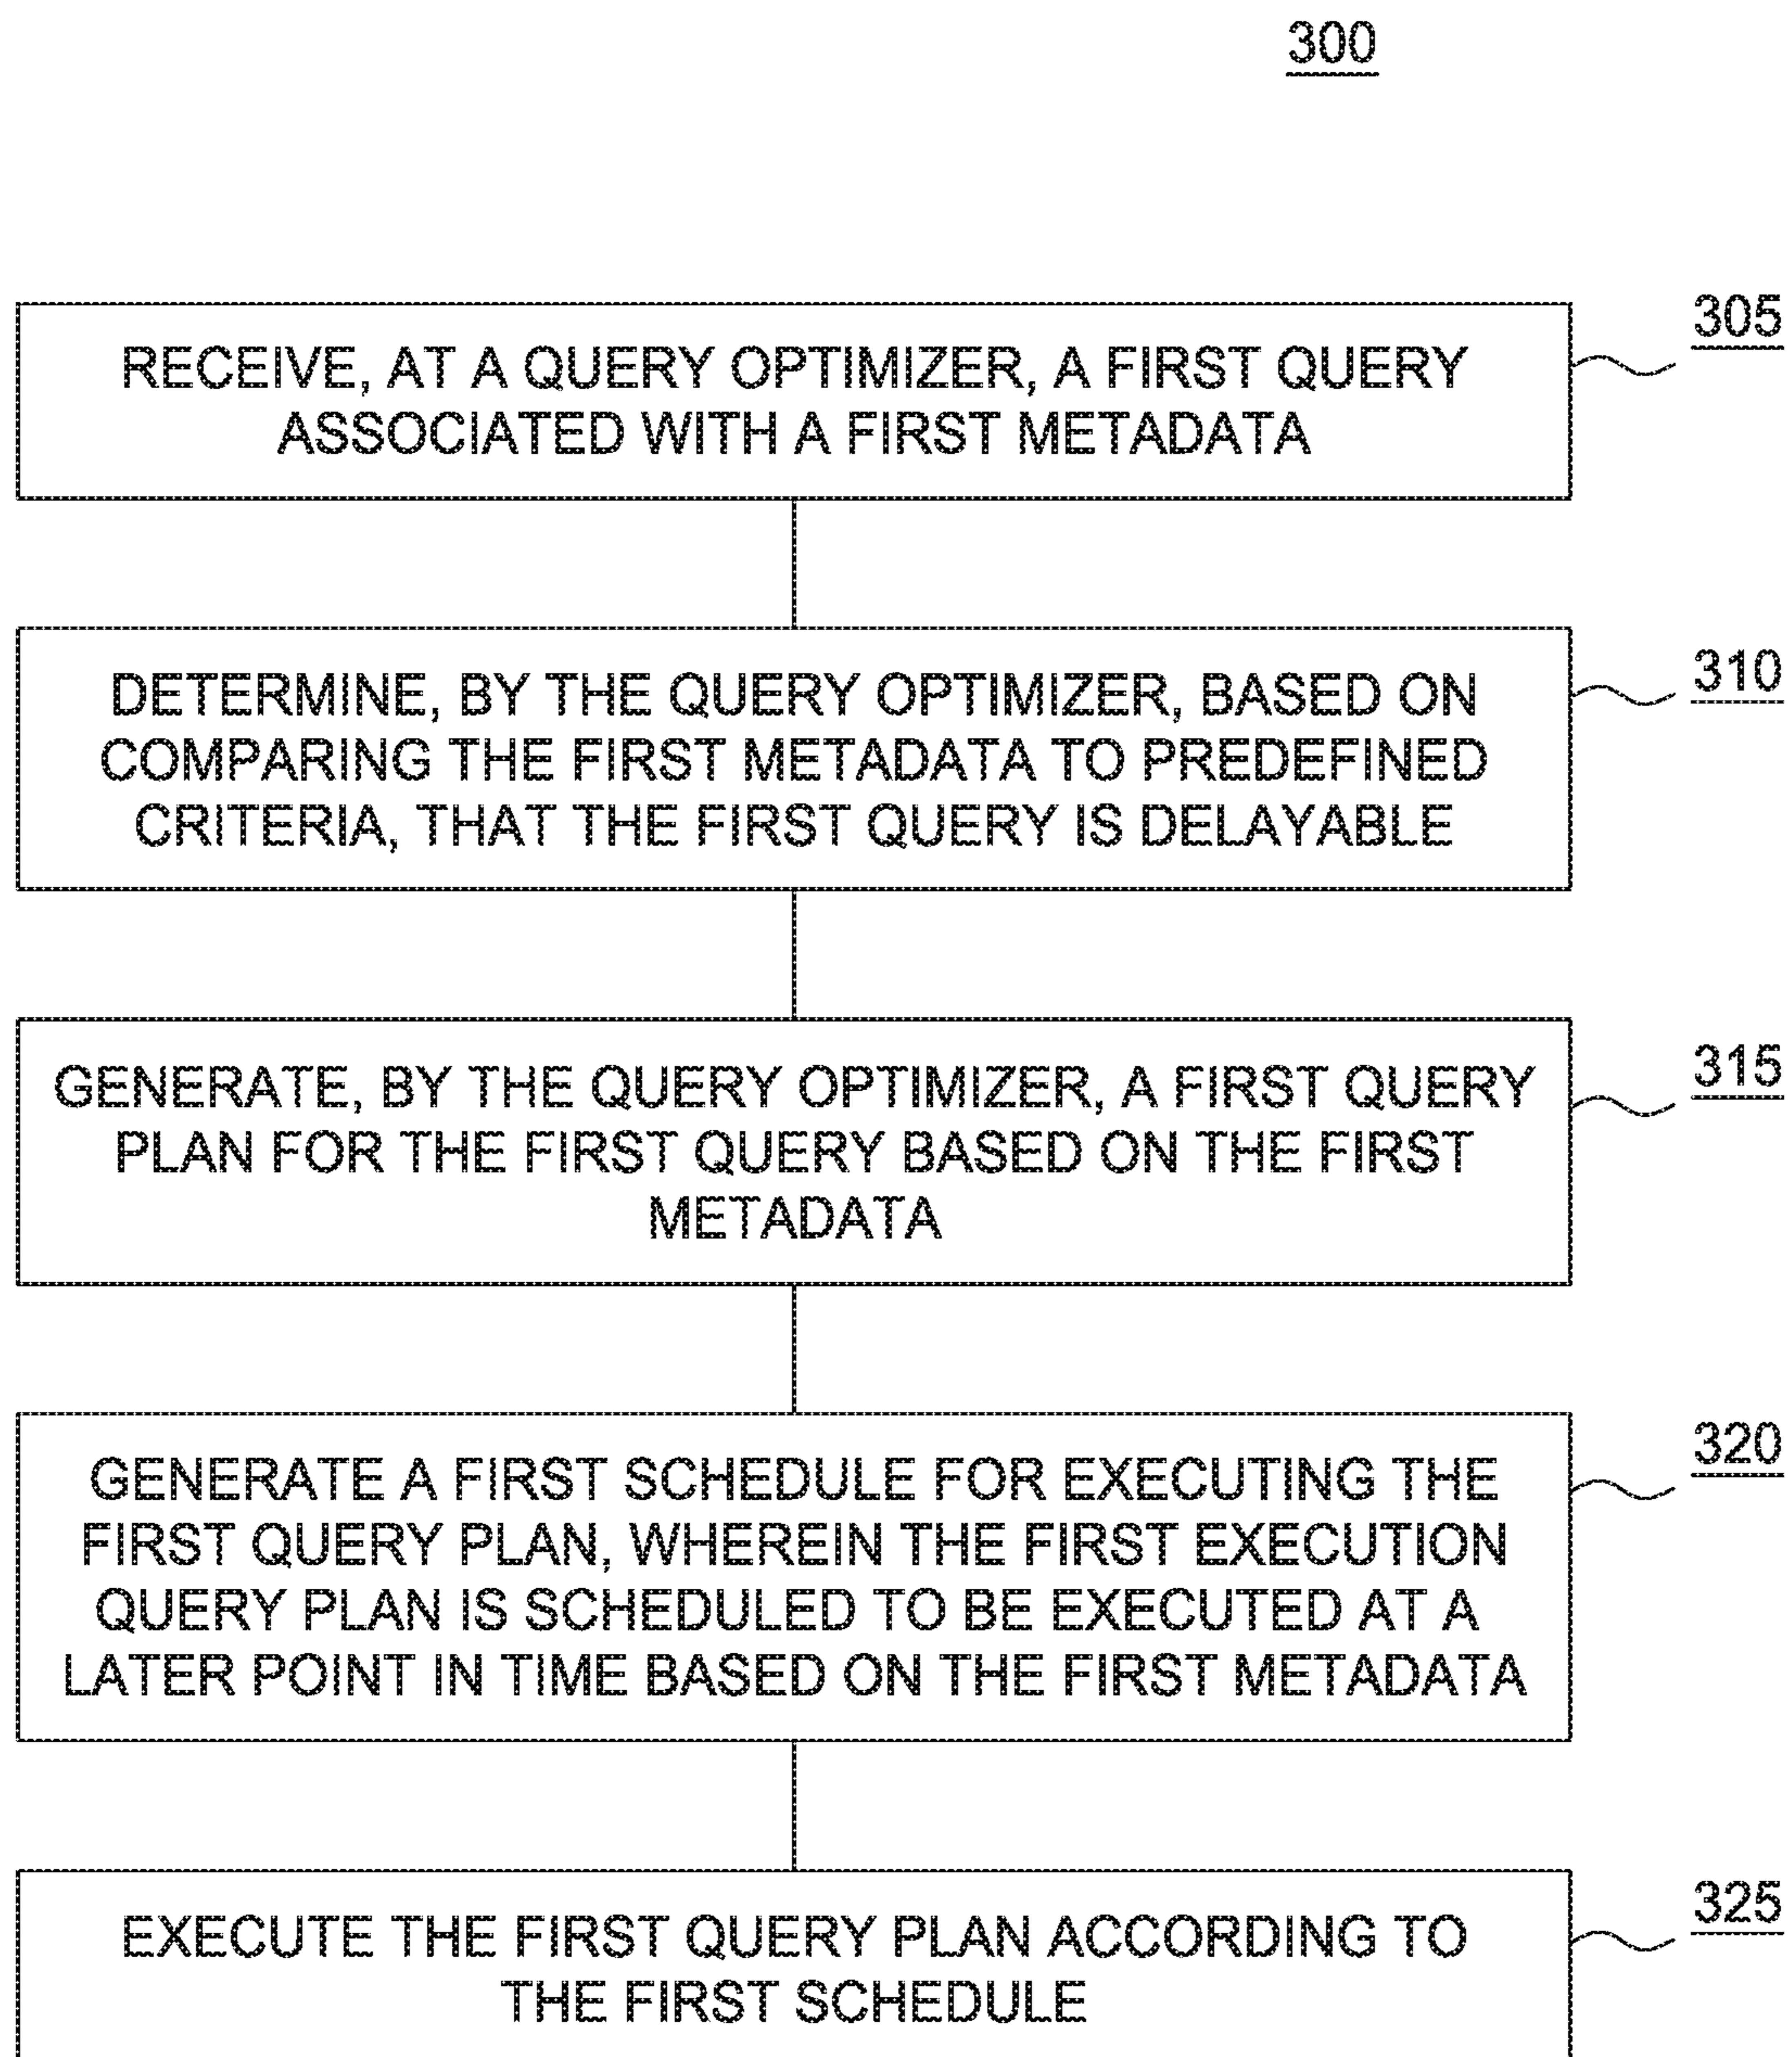 300
305
RECEIVE, AT A QUERY OPTIMIZER, A FIRST QUERY
ASSOCIATED WITH A FIRST METADATA
310
DETERMINE, BY THE QUERY OPTIMIZER, BASED ON
COMPARING THE FIRST METADATA TO PREDEFINED
CRITERIA, THAT THE FIRST QUERY IS DELAYABLE
315
GENERATE, BY THE QUERY OPTIMIZER, A FIRST QUERY
PLAN FOR THE FIRST QUERY BASED ON THE FIRST
METADATA
320
GENERATE A FIRST SCHEDULE FOR EXECUTING THE
FIRST QUERY PLAN, WHEREIN THE FIRST EXECUTION
QUERY PLAN IS SCHEDULED TO BE EXECUTED AT A
LATER POINT IN TIME BASED ON THE FIRST METADATA
325
EXECUTE THE FIRST QUERY PLAN ACCORDING TO
THE FIRST SCHEDULE